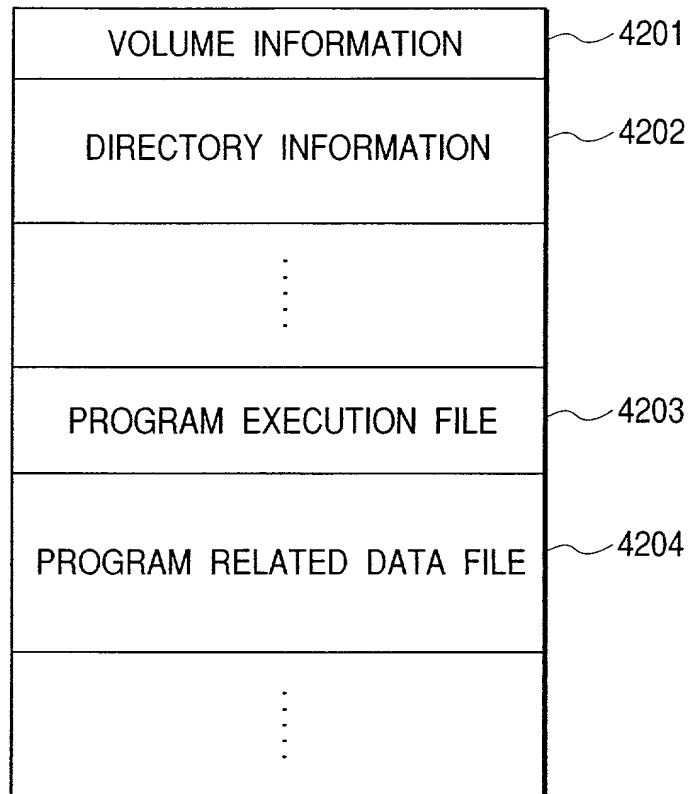 VOLUME INFORMATION 4201
DIRECTORY INFORMATION 4202
PROGRAM EXECUTION FILE 4203
PROGRAM RELATED DATA FILE 4204